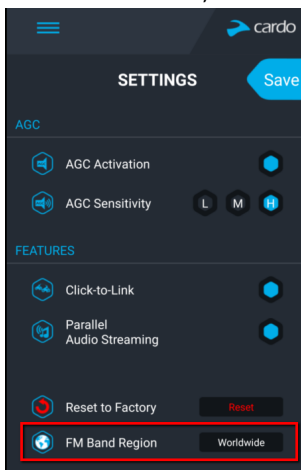 cardo
SETTINGS
Save
AGC
AGC Activation
AGC Sensitivity L M H
FEATURES
Click-to-Link
Parallel
Audio Streaming
Reset to Factory Reset
FM Band Region Worldwide